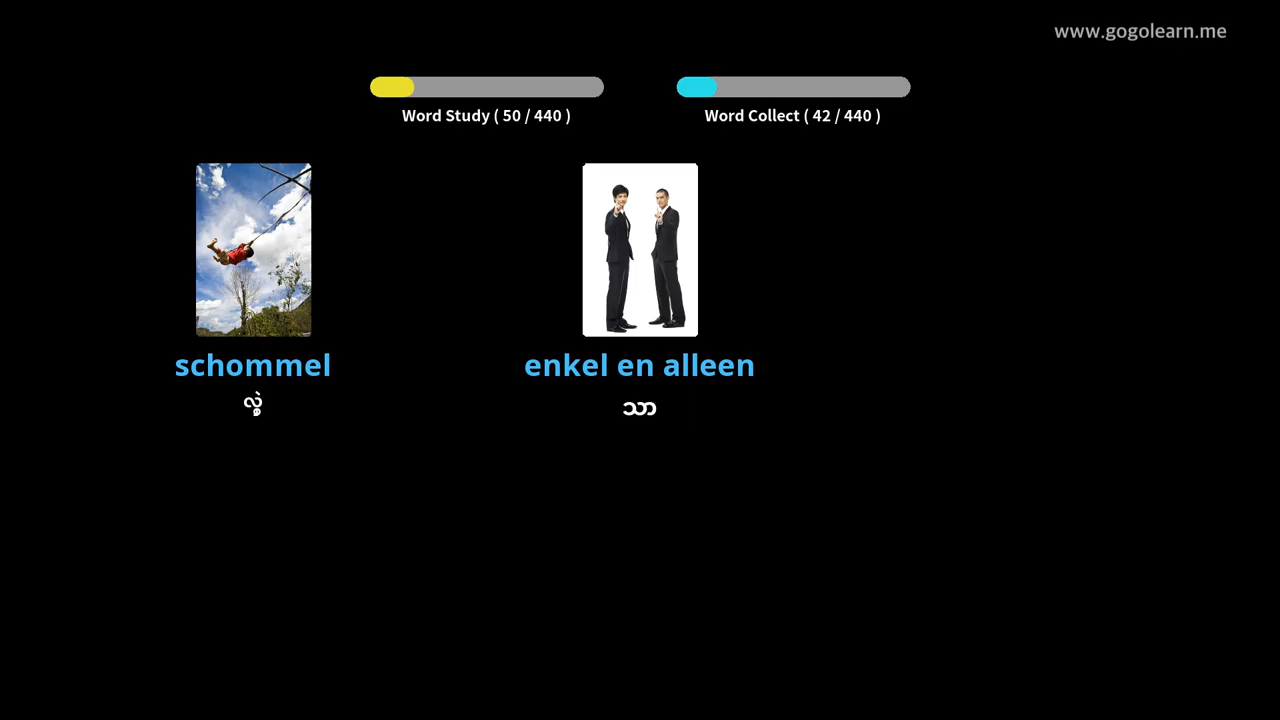 www.gogolearn.me
Word Study ( 50 / 440 )
Word Collect ( 42 / 440 )
schommel
enkel en alleen
လွှဲ
သာ